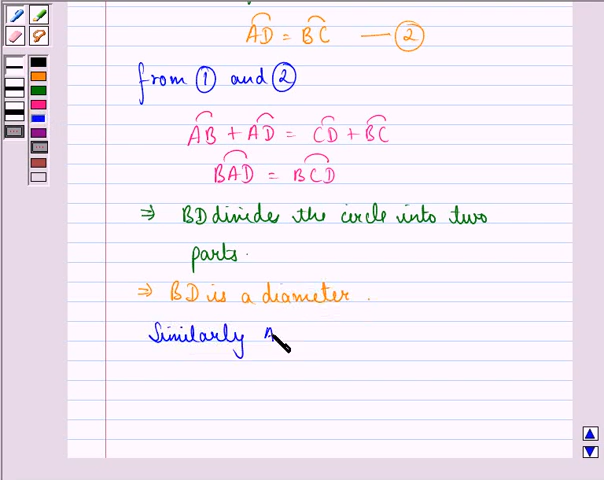 AD = BC — ②
from ① and ②
AB + AD = CD + BC
BAD = BCD
⇒ BD divides the circle into two
parts.
⇒ BD is a diameter.
Similarly A